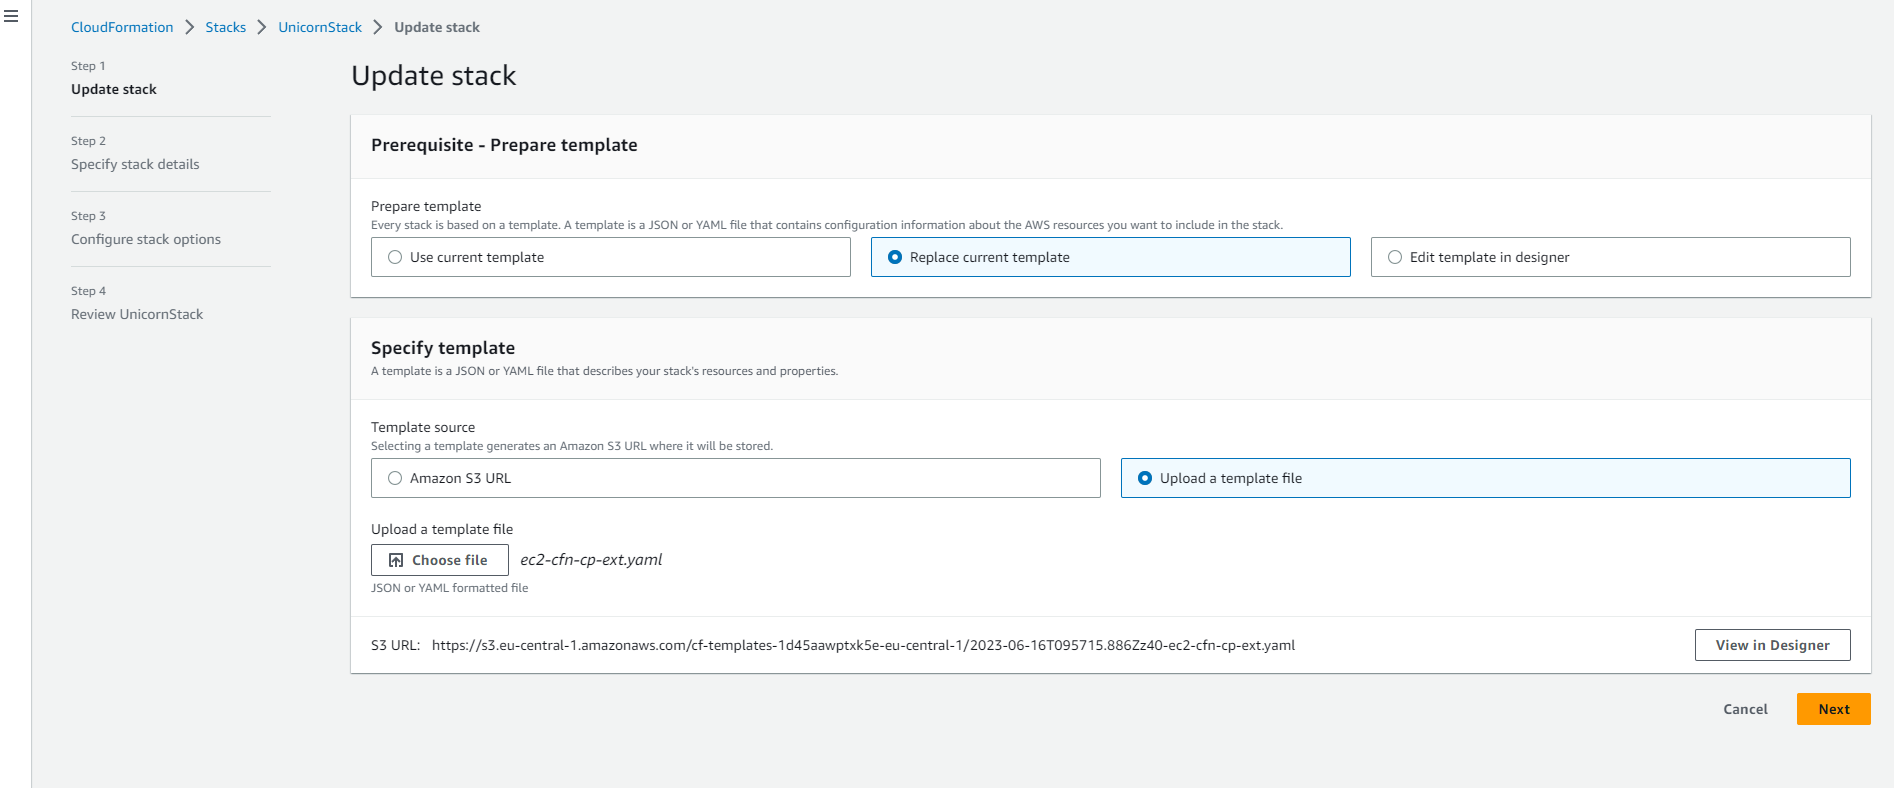 CloudFormation > Stacks > UnicornStack > Update stack
Step 1
Update stack
Step 2
Specify stack details
Step 3
Configure stack options
Step 4
Review UnicornStack
Update stack
Prerequisite - Prepare template
Prepare template
Every stack is based on a template. A template is a JSON or YAML file that contains configuration information about the AWS resources you want to include in the stack.
Use current template
Replace current template
Edit template in designer
Specify template
A template is a JSON or YAML file that describes your stack's resources and properties.
Template source
Selecting a template generates an Amazon S3 URL where it will be stored.
Amazon S3 URL
Upload a template file
Upload a template file
Choose file ec2-cfn-cp-ext.yaml
JSON or YAML formatted file
S3 URL: https://s3.eu-central-1.amazonaws.com/cf-templates-1d45aawptxk5e-eu-central-1/2023-06-16T095715.886Zz40-ec2-cfn-cp-ext.yaml
View in Designer
Cancel
Next